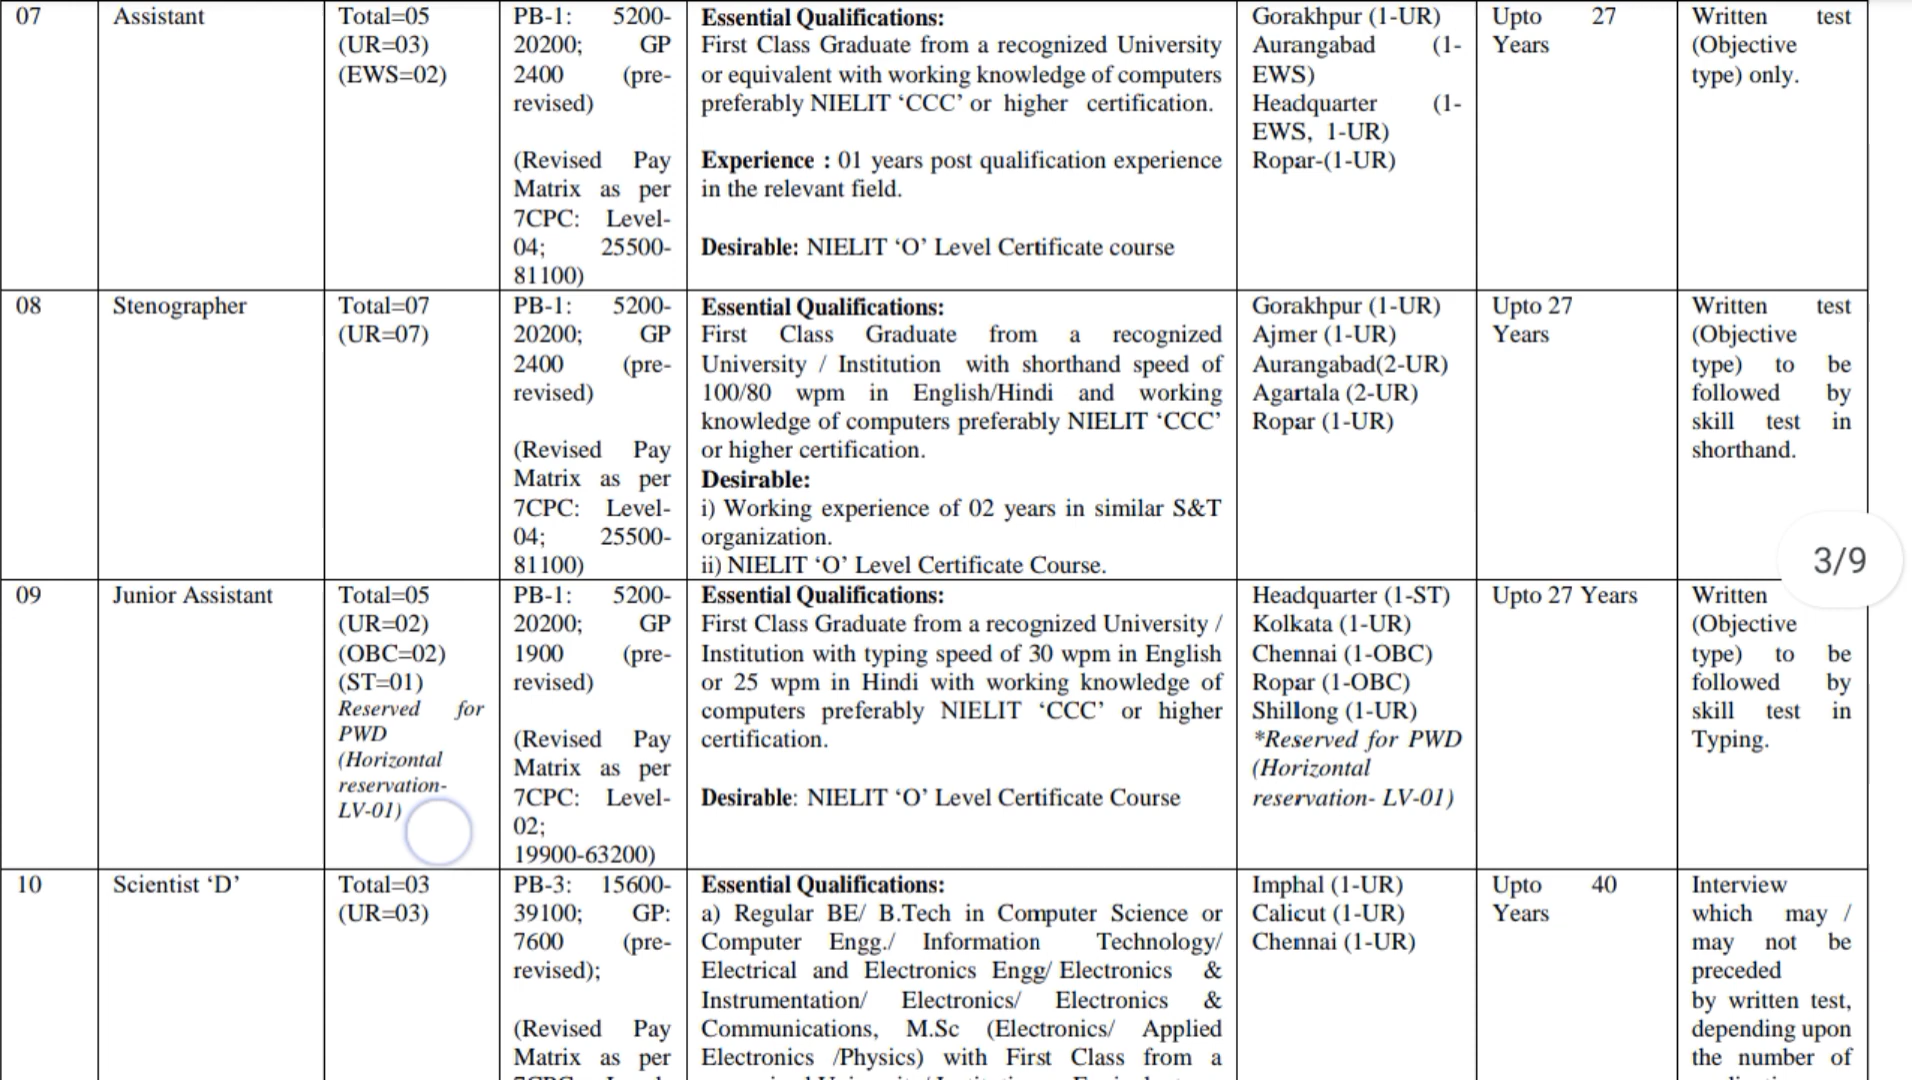 07
Assistant
Total=05
(UR=03)
(EWS=02)
PB-1: 5200-
20200; GP
2400 (pre-
revised)
(Revised Pay
Matrix as per
7CPC: Level-
04; 25500-
81100)
Essential Qualifications:
First Class Graduate from a recognized University
or equivalent with working knowledge of computers
preferably NIELIT ‘CCC’ or higher certification.
Experience : 01 years post qualification experience
in the relevant field.
Desirable: NIELIT ‘O’ Level Certificate course
Gorakhpur (1-UR)
Aurangabad (1-
EWS)
Headquarter (1-
EWS, 1-UR)
Ropar-(1-UR)
Upto 27
Years
Written test
(Objective
type) only.
08
Stenographer
Total=07
(UR=07)
PB-1: 5200-
20200; GP
2400 (pre-
revised)
(Revised Pay
Matrix as per
7CPC: Level-
04; 25500-
81100)
Essential Qualifications:
First Class Graduate from a recognized
University / Institution with shorthand speed of
100/80 wpm in English/Hindi and working
knowledge of computers preferably NIELIT ‘CCC’
or higher certification.
Desirable:
i) Working experience of 02 years in similar S&T
organization.
ii) NIELIT ‘O’ Level Certificate Course.
Gorakhpur (1-UR)
Ajmer (1-UR)
Aurangabad(2-UR)
Agartala (2-UR)
Ropar (1-UR)
Upto 27
Years
Written test
(Objective
type) to be
followed by
skill test in
shorthand.
3/9
09
Junior Assistant
Total=05
(UR=02)
(OBC=02)
(ST=01)
Reserved for
PWD
(Horizontal
reservation-
LV-01)
PB-1: 5200-
20200; GP
1900 (pre-
revised)
(Revised Pay
Matrix as per
7CPC: Level-
02;
19900-63200)
Essential Qualifications:
First Class Graduate from a recognized University /
Institution with typing speed of 30 wpm in English
or 25 wpm in Hindi with working knowledge of
computers preferably NIELIT ‘CCC’ or higher
certification.
Desirable: NIELIT ‘O’ Level Certificate Course
Headquarter (1-ST)
Kolkata (1-UR)
Chennai (1-OBC)
Ropar (1-OBC)
Shillong (1-UR)
*Reserved for PWD
(Horizontal
reservation- LV-01)
Upto 27 Years
Written
(Objective
type) to be
followed by
skill test in
Typing.
10
Scientist ‘D’
Total=03
(UR=03)
PB-3: 15600-
39100; GP:
7600 (pre-
revised);
(Revised Pay
Matrix as per
Essential Qualifications:
a) Regular BE/ B.Tech in Computer Science or
Computer Engg./ Information Technology/
Electrical and Electronics Engg/ Electronics &
Instrumentation/ Electronics/ Electronics &
Communications, M.Sc (Electronics/ Applied
Electronics /Physics) with First Class from a
Imphal (1-UR)
Calicut (1-UR)
Chennai (1-UR)
Upto 40
Years
Interview
which may /
may not be
preceded
by written test,
depending upon
the number of